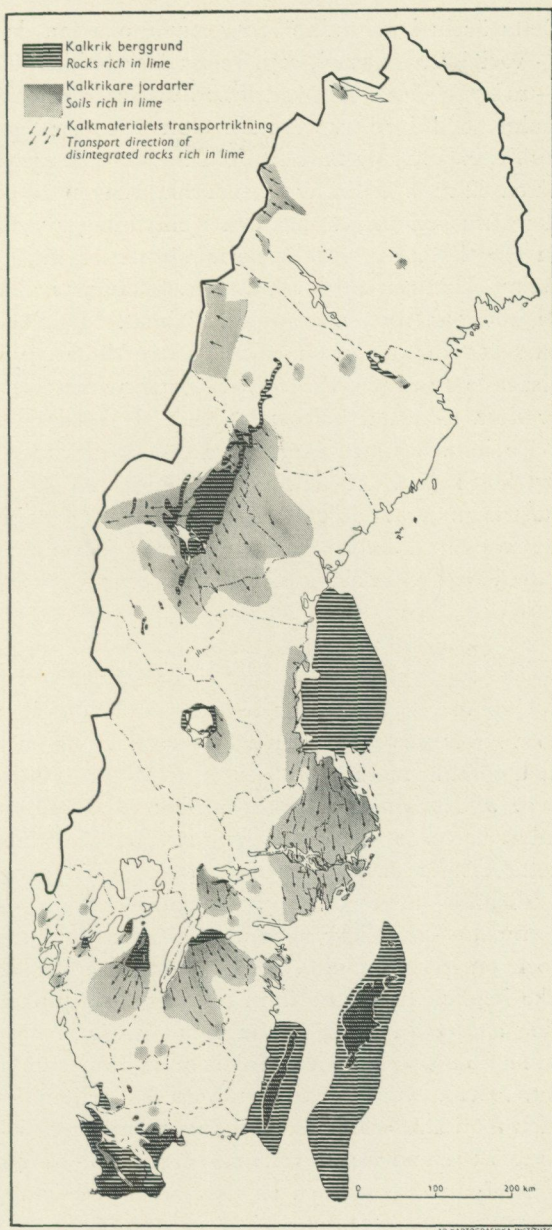 Kalkrik berggrund
Rocks rich in lime
Kalkrikare jordarter
Soils rich in lime
Kalkmaterialets transportriktning
Transport direction of
disintegrated rocks rich in lime
0 100 200 km